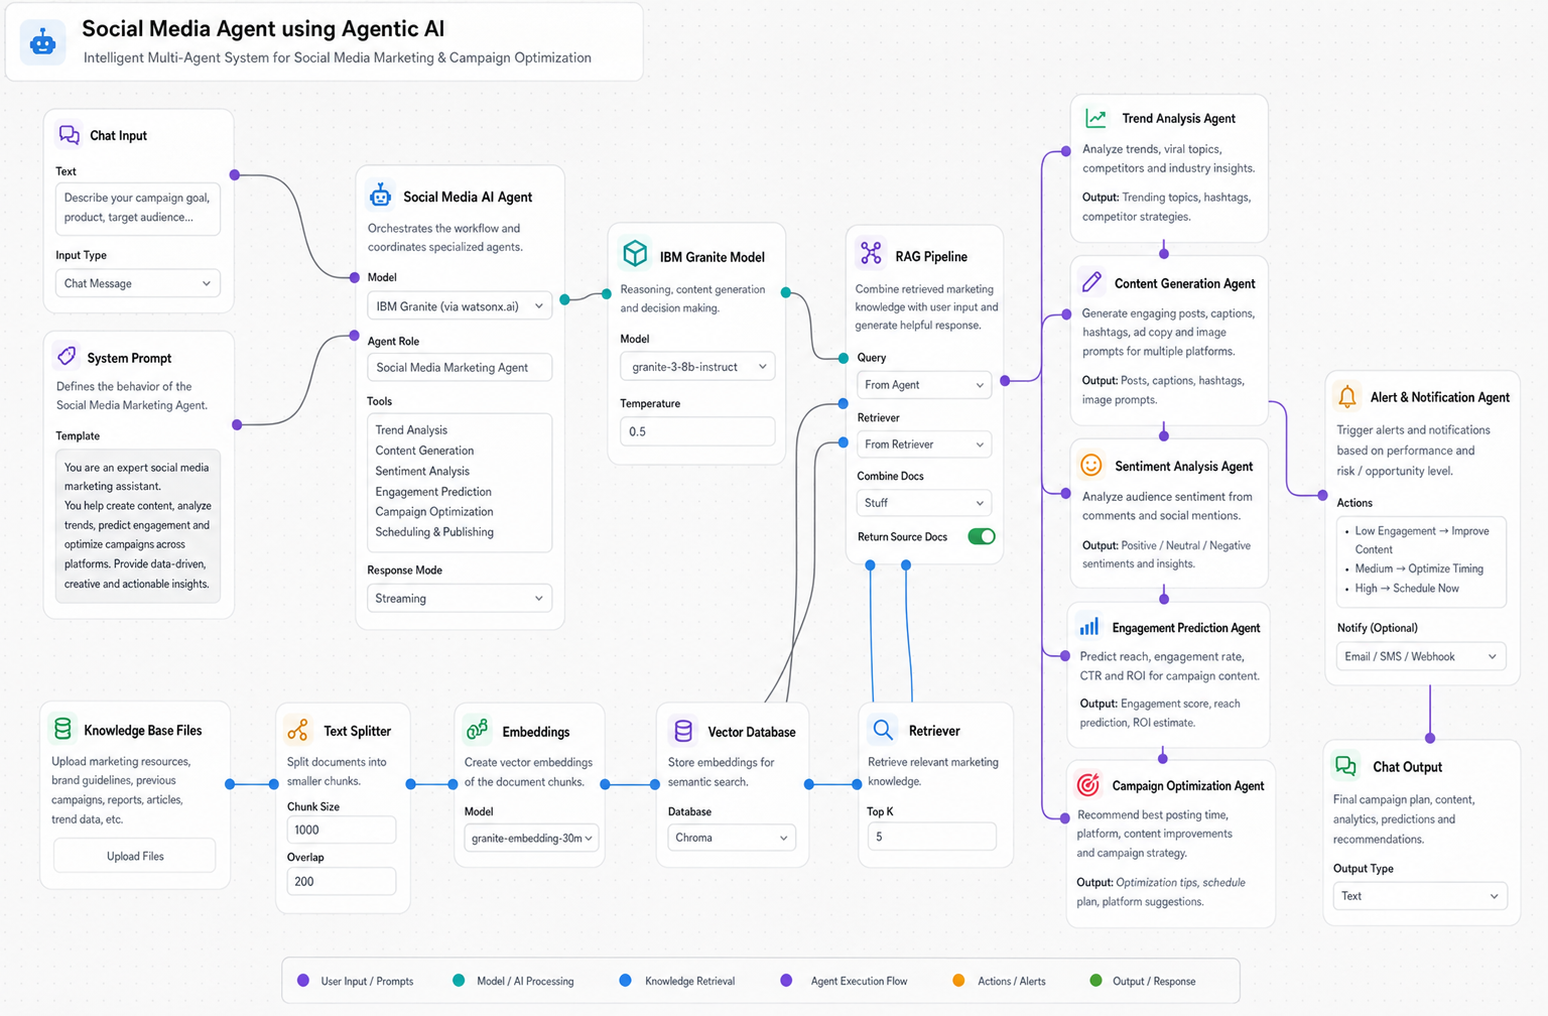 Social Media Agent using Agentic AI
Intelligent Multi-Agent System for Social Media Marketing & Campaign Optimization
Chat Input
Text
Describe your campaign goal,
product, target audience...
Input Type
Chat Message
System Prompt
Defines the behavior of the
Social Media Marketing Agent.
Template
You are an expert social media
marketing assistant.
You help create content, analyze
trends, predict engagement and
optimize campaigns across
platforms. Provide data-driven,
creative and actionable insights.
Social Media AI Agent
Orchestrates the workflow and
coordinates specialized agents.
Model
IBM Granite (via watsonx.ai)
Agent Role
Social Media Marketing Agent
Tools
Trend Analysis
Content Generation
Sentiment Analysis
Engagement Prediction
Campaign Optimization
Scheduling & Publishing
Response Mode
Streaming
IBM Granite Model
Reasoning, content generation
and decision making.
Model
granite-3-8b-instruct
Temperature
0.5
RAG Pipeline
Combine retrieved marketing
knowledge with user input and
generate helpful response.
Query
From Agent
Retriever
From Retriever
Combine Docs
Stuff
Return Source Docs
Trend Analysis Agent
Analyze trends, viral topics,
competitors and industry insights.
Output: Trending topics, hashtags,
competitor strategies.
Content Generation Agent
Generate engaging posts, captions,
hashtags, ad copy and image
prompts for multiple platforms.
Output: Posts, captions, hashtags,
image prompts.
Sentiment Analysis Agent
Analyze audience sentiment from
comments and social mentions.
Output: Positive / Neutral / Negative
sentiments and insights.
Engagement Prediction Agent
Predict reach, engagement rate,
CTR and ROI for campaign content.
Output: Engagement score, reach
prediction, ROI estimate.
Campaign Optimization Agent
Recommend best posting time,
platform, content improvements
and campaign strategy.
Output: Optimization tips, schedule
plan, platform suggestions.
Alert & Notification Agent
Trigger alerts and notifications
based on performance and
risk / opportunity level.
Actions
• Low Engagement → Improve
Content
• Medium → Optimize Timing
• High → Schedule Now
Notify (Optional)
Email / SMS / Webhook
Chat Output
Final campaign plan, content,
analytics, predictions and
recommendations.
Output Type
Text
Knowledge Base Files
Upload marketing resources,
brand guidelines, previous
campaigns, reports, articles,
trend data, etc.
Upload Files
Text Splitter
Split documents into
smaller chunks.
Chunk Size
1000
Overlap
200
Embeddings
Create vector embeddings
of the document chunks.
Model
granite-embedding-30m
Vector Database
Store embeddings for
semantic search.
Database
Chroma
Retriever
Retrieve relevant marketing
knowledge.
Top K
5
User Input / Prompts
Model / AI Processing
Knowledge Retrieval
Agent Execution Flow
Actions / Alerts
Output / Response